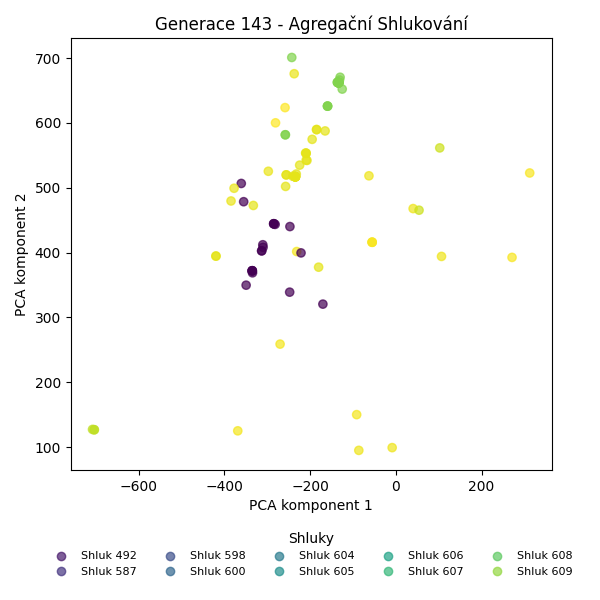 Generace 143 - Agregační Shlukování
PCA komponent 2
700
600
500
400
300
200
100
−600 −400 −200 0 200
PCA komponent 1
Shluky
Shluk 492 Shluk 598 Shluk 604 Shluk 606 Shluk 608
Shluk 587 Shluk 600 Shluk 605 Shluk 607 Shluk 609